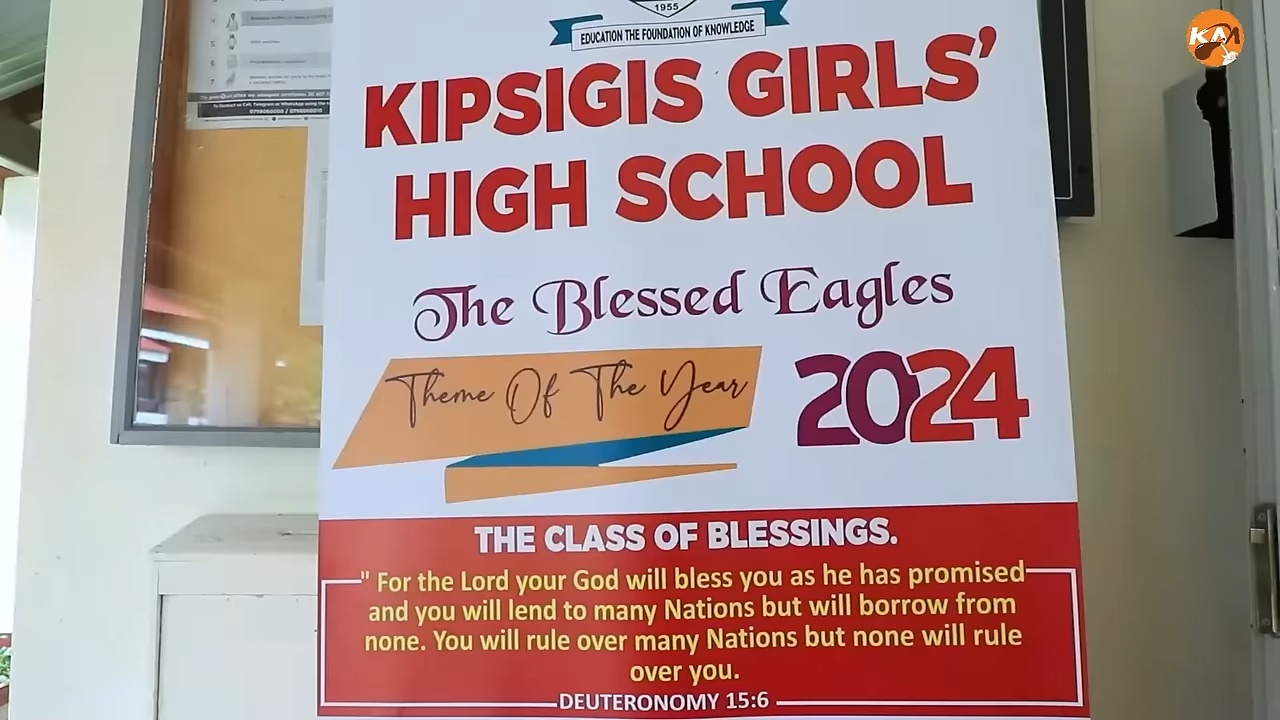 1955
EDUCATION THE FOUNDATION OF KNOWLEDGE
KIPSIGIS GIRLS'
HIGH SCHOOL
The Blessed Eagles
Theme Of The Year
2024
THE CLASS OF BLESSINGS.
" For the Lord your God will bless you as he has promised
and you will lend to many Nations but will borrow from
none. You will rule over many Nations but none will rule
over you.
DEUTERONOMY 15:6
KAM